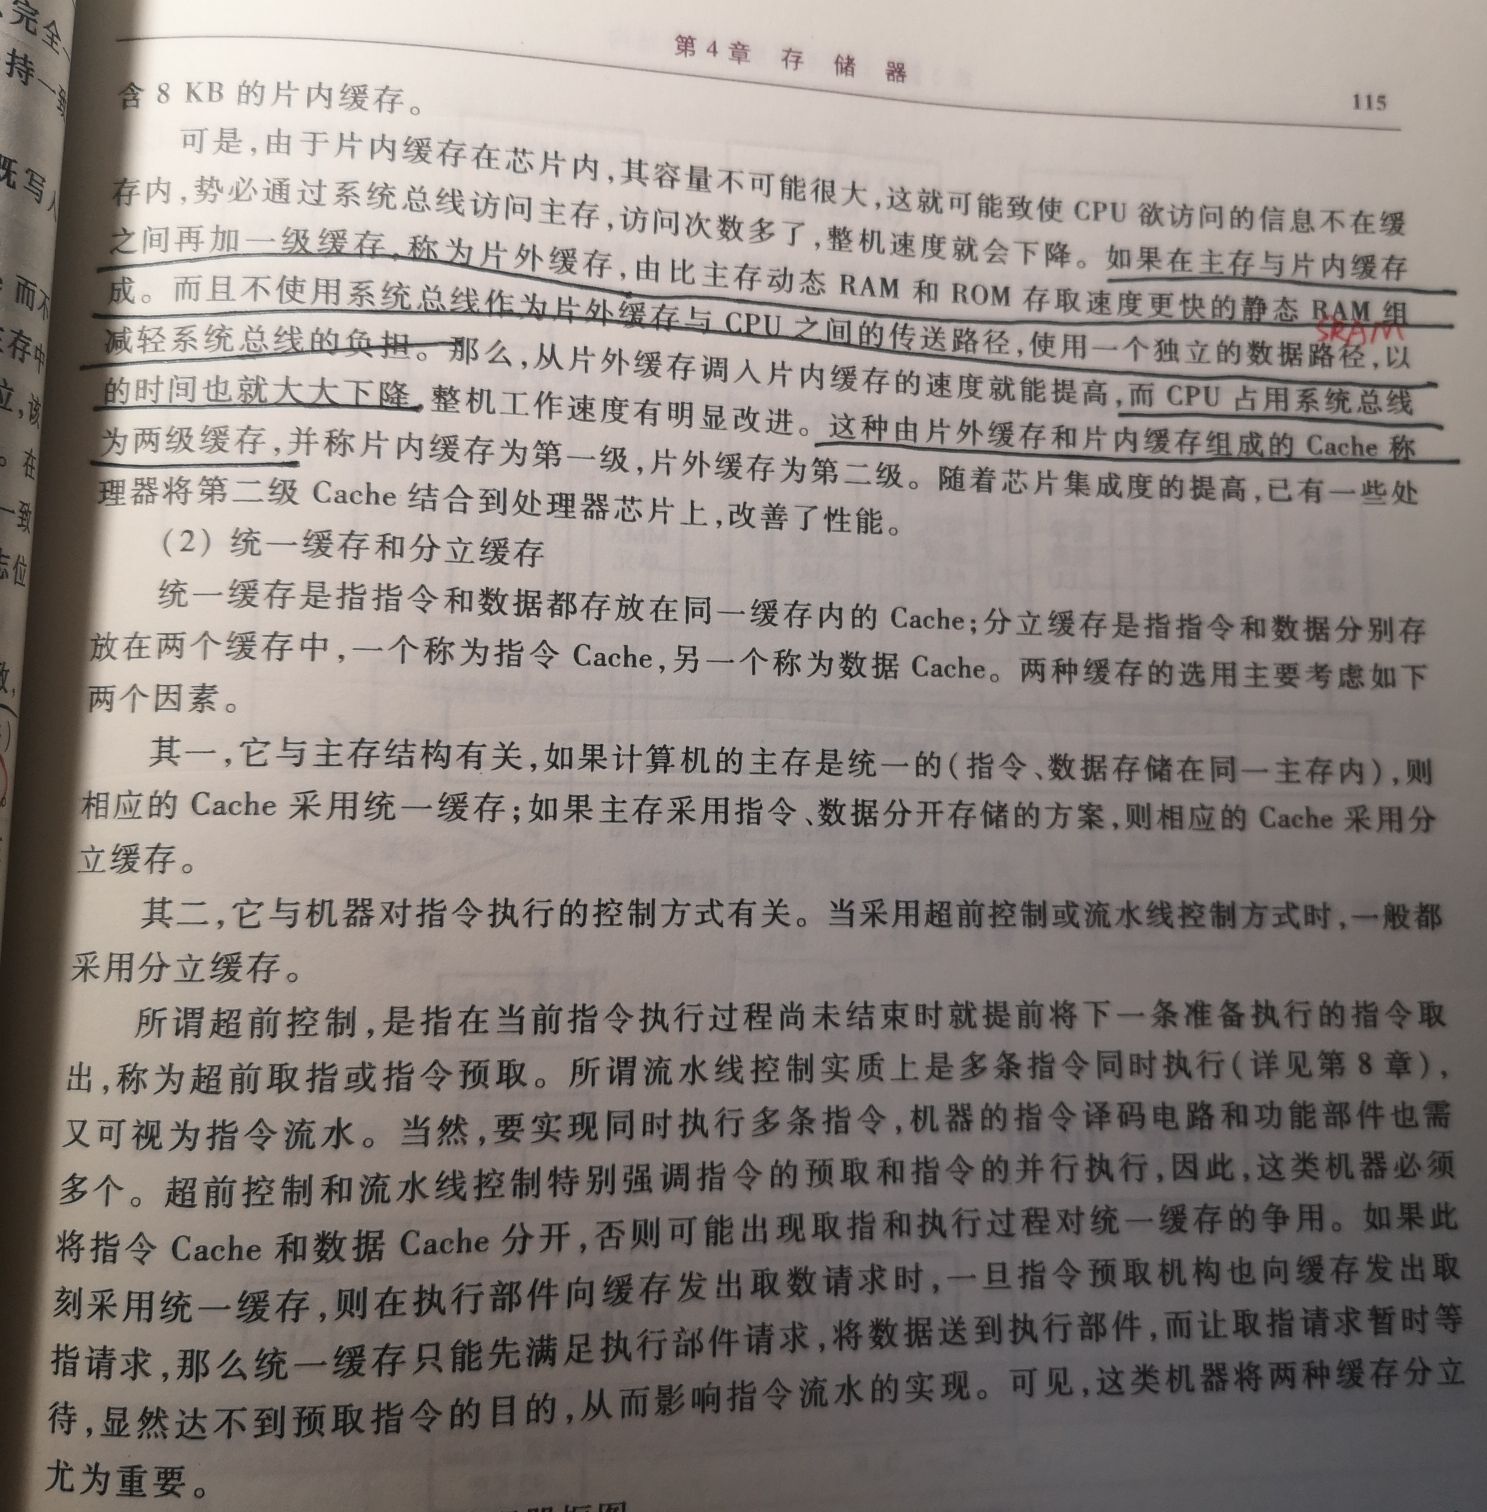 第4章 存储器
115
含 8 KB 的片内缓存。
可是,由于片内缓存在芯片内,其容量不可能很大,这就可能致使 CPU 欲访问的信息不在缓
存内,势必通过系统总线访问主存,访问次数多了,整机速度就会下降。如果在主存与片内缓存
之间再加一级缓存,称为片外缓存,由比主存动态 RAM 和 ROM 存取速度更快的静态 RAM 组
SRAM
成。而且不使用系统总线作为片外缓存与 CPU 之间的传送路径,使用一个独立的数据路径,以
减轻系统总线的负担。那么,从片外缓存调入片内缓存的速度就能提高,而 CPU 占用系统总线
的时间也就大大下降,整机工作速度有明显改进。这种由片外缓存和片内缓存组成的 Cache 称
为两级缓存,并称片内缓存为第一级,片外缓存为第二级。随着芯片集成度的提高,已有一些处
理器将第二级 Cache 结合到处理器芯片上,改善了性能。
(2) 统一缓存和分立缓存
统一缓存是指指令和数据都存放在同一缓存内的 Cache;分立缓存是指指令和数据分别存
放在两个缓存中,一个称为指令 Cache,另一个称为数据 Cache。两种缓存的选用主要考虑如下
两个因素。
其一,它与主存结构有关,如果计算机的主存是统一的(指令、数据存储在同一主存内),则
相应的 Cache 采用统一缓存;如果主存采用指令、数据分开存储的方案,则相应的 Cache 采用分
立缓存。
其二,它与机器对指令执行的控制方式有关。当采用超前控制或流水线控制方式时,一般都
采用分立缓存。
所谓超前控制,是指在当前指令执行过程尚未结束时就提前将下一条准备执行的指令取
出,称为超前取指或指令预取。所谓流水线控制实质上是多条指令同时执行(详见第 8 章),
又可视为指令流水。当然,要实现同时执行多条指令,机器的指令译码电路和功能部件也需
多个。超前控制和流水线控制特别强调指令的预取和指令的并行执行,因此,这类机器必须
将指令 Cache 和数据 Cache 分开,否则可能出现取指和执行过程对统一缓存的争用。如果此
刻采用统一缓存,则在执行部件向缓存发出取数请求时,一旦指令预取机构也向缓存发出取
指请求,那么统一缓存只能先满足执行部件请求,将数据送到执行部件,而让取指请求暂时等
待,显然达不到预取指令的目的,从而影响指令流水的实现。可见,这类机器将两种缓存分立
尤为重要。